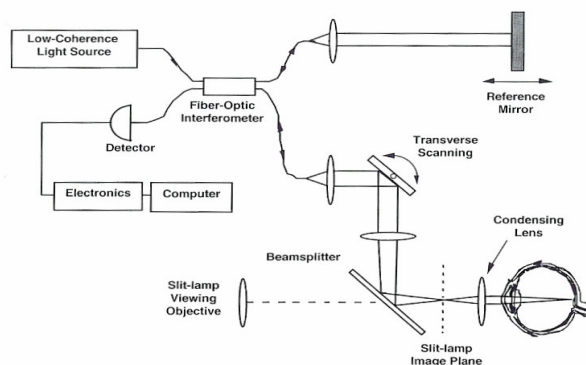 Low-Coherence
Light Source
Fiber-Optic
Interferometer
Reference
Mirror
Detector
Transverse
Scanning
Electronics
Computer
Condensing
Lens
Beamsplitter
Slit-lamp
Viewing
Objective
Slit-lamp
Image Plane